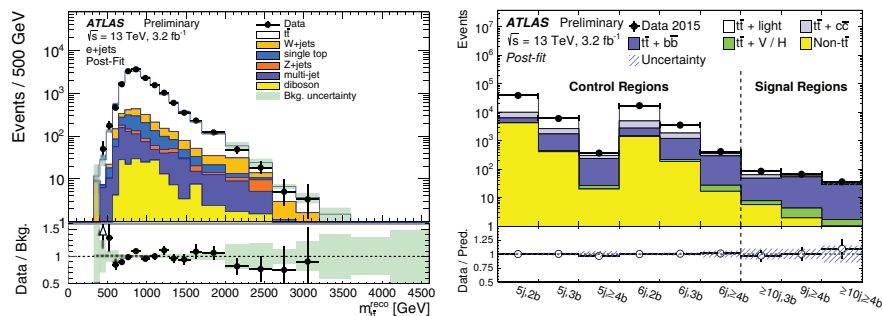 Events / 500 GeV
10⁴
10³
10²
10
1
ATLAS Preliminary
√s = 13 TeV, 3.2 fb⁻¹
e+jets
Post-Fit
Data
tt̄
W+jets
single top
Z+jets
multi-jet
diboson
Bkg. uncertainty
Data / Bkg.
1.5
1
0.5
0 500 1000 1500 2000 2500 3000 3500 4000 4500
m_tt̄^reco [GeV]
Events
10⁸
10⁷
10⁶
10⁵
10⁴
10³
10²
10
1
ATLAS Preliminary
√s = 13 TeV, 3.2 fb⁻¹
Post-fit
Data 2015
tt̄ + light
tt̄ + cc̄
tt̄ + bb̄
tt̄ + V / H
Non-tt̄
Uncertainty
Control Regions
Signal Regions
Data / Pred.
1.25
1
0.75
0.5
5j,2b
5j,3b
5j,≥4b
6j,2b
6j,3b
6j,≥4b
≥10j,3b
9j,≥4b
≥10j,≥4b